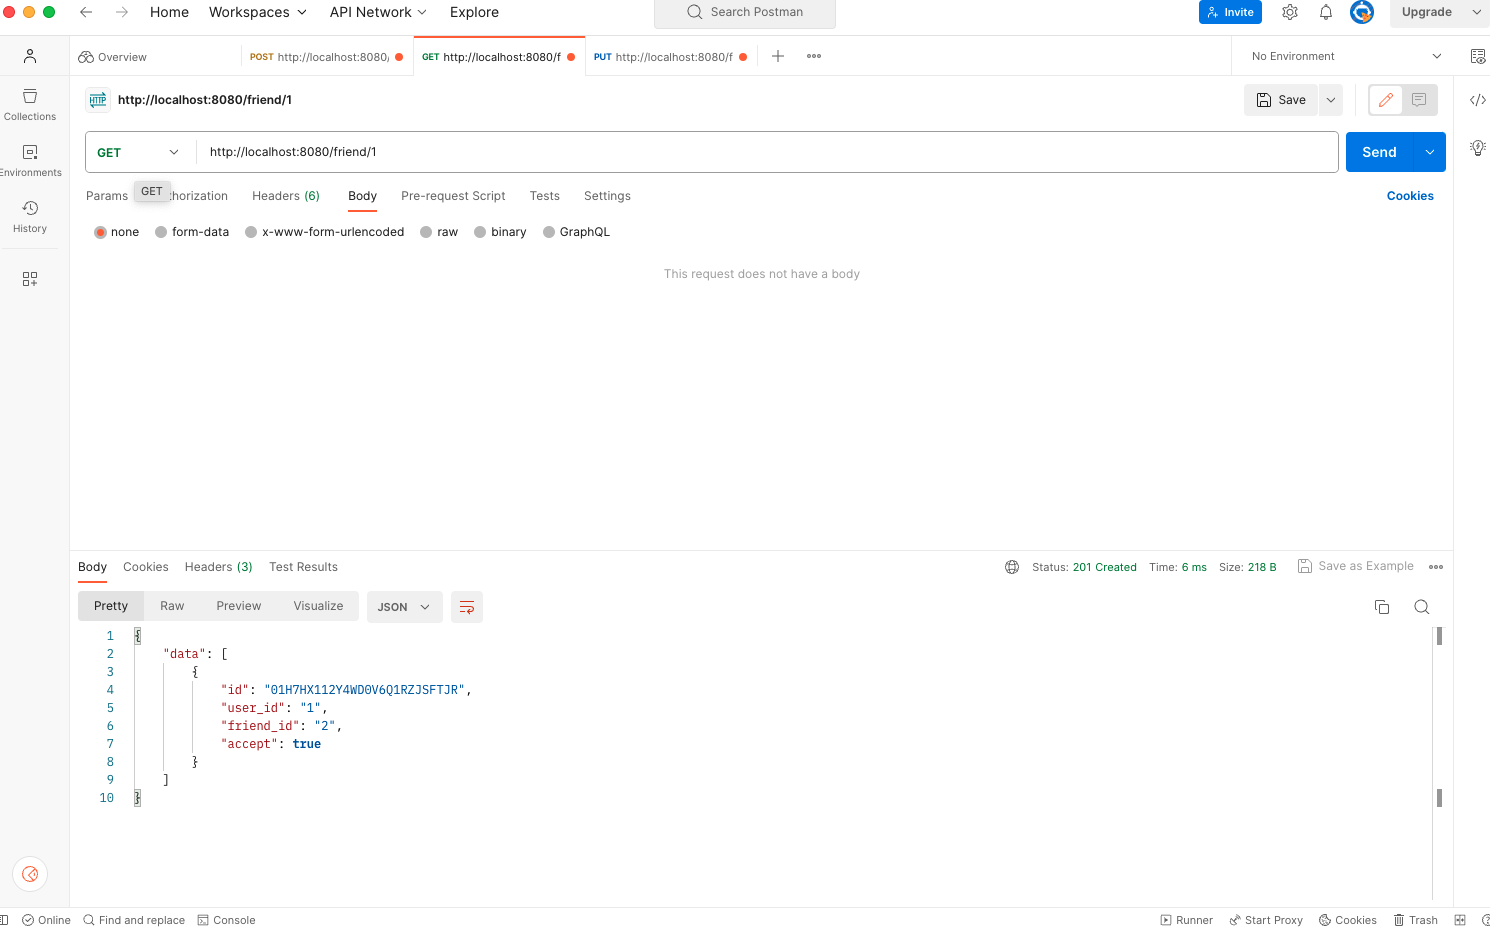 Home Workspaces API Network Explore Search Postman Invite Upgrade
Overview POST http://localhost:8080/ GET http://localhost:8080/f PUT http://localhost:8080/f No Environment
HTTP http://localhost:8080/friend/1 Save
Collections
GET http://localhost:8080/friend/1 Send
Environments
Params GET horization Headers (6) Body Pre-request Script Tests Settings Cookies
History
none form-data x-www-form-urlencoded raw binary GraphQL
This request does not have a body
Body Cookies Headers (3) Test Results Status: 201 Created Time: 6 ms Size: 218 B Save as Example
Pretty Raw Preview Visualize JSON
1 {
2 "data": [
3 {
4 "id": "01H7HX112Y4WD0V6Q1RZJSFTJR",
5 "user_id": "1",
6 "friend_id": "2",
7 "accept": true
8 }
9 ]
10 }
Online Find and replace Console Runner Start Proxy Cookies Trash